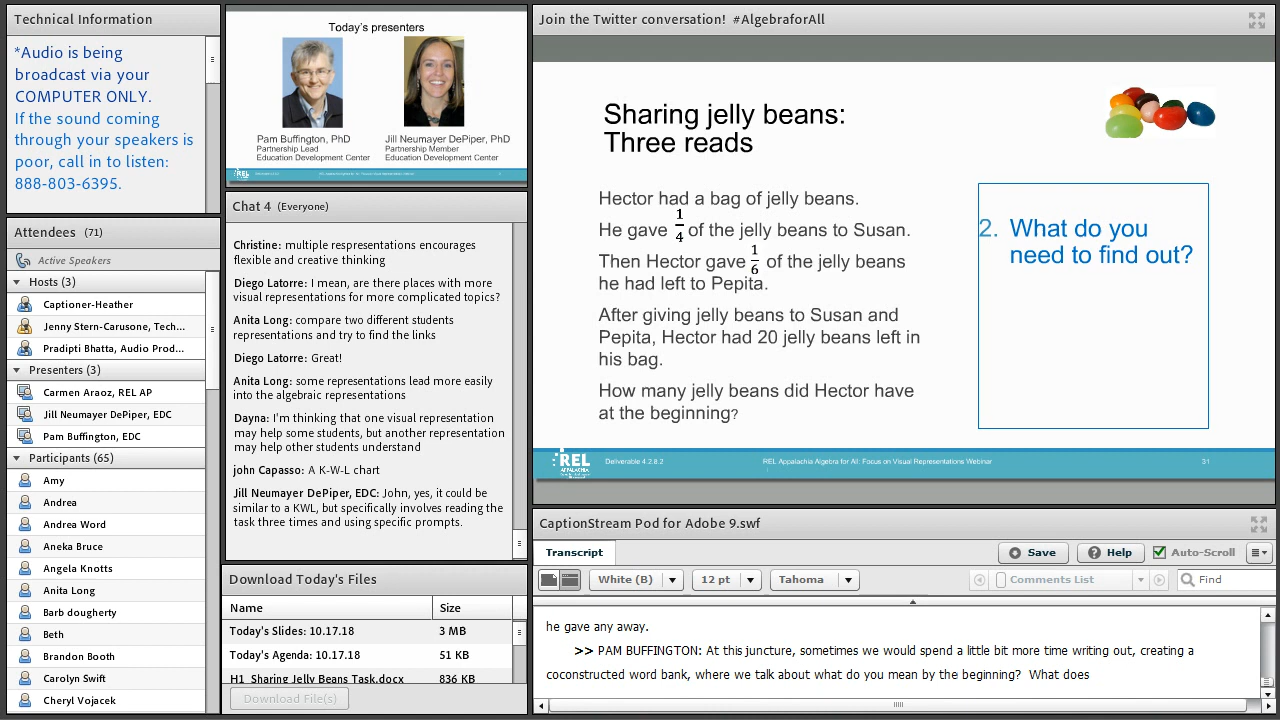 Technical Information
*Audio is being
broadcast via your
COMPUTER ONLY.
If the sound coming
through your speakers is
poor, call in to listen:
888-803-6395.
Attendees (71)
Active Speakers
Hosts (3)
Captioner-Heather
Jenny Stern-Carusone, Tech...
Pradipti Bhatta, Audio Prod...
Presenters (3)
Carmen Araoz, REL AP
Jill Neumayer DePiper, EDC
Pam Buffington, EDC
Participants (65)
Amy
Andrea
Andrea Word
Aneka Bruce
Angela Knotts
Anita Long
Barb dougherty
Beth
Brandon Booth
Carolyn Swift
Cheryl Vojacek
Today's presenters
Pam Buffington, PhD
Partnership Lead
Education Development Center
Jill Neumayer DePiper, PhD
Partnership Member
Education Development Center
REL
Chat 4 (Everyone)
Christine: multiple respresentations encourages
flexible and creative thinking
Diego Latorre: I mean, are there places with more
visual representations for more complicated topics?
Anita Long: compare two different students
representations and try to find the links
Diego Latorre: Great!
Anita Long: some representations lead more easily
into the algebraic representations
Dayna: I'm thinking that one visual representation
may help some students, but another representation
may help other students understand
john Capasso: A K-W-L chart
Jill Neumayer DePiper, EDC: John, yes, it could be
similar to a KWL, but specifically involves reading the
task three times and using specific prompts.
Download Today's Files
Name Size
Today's Slides: 10.17.18 3 MB
Today's Agenda: 10.17.18 51 KB
H1 Sharing Jelly Beans Task.docx 836 KB
Download File(s)
Join the Twitter conversation! #AlgebraforAll
Sharing jelly beans:
Three reads
Hector had a bag of jelly beans.
He gave 1/4 of the jelly beans to Susan.
Then Hector gave 1/6 of the jelly beans
he had left to Pepita.
After giving jelly beans to Susan and
Pepita, Hector had 20 jelly beans left in
his bag.
How many jelly beans did Hector have
at the beginning?
2. What do you
need to find out?
REL
APPALACHIA
Deliverable 4.2.8.2
REL Appalachia Algebra for All: Focus on Visual Representations Webinar
31
CaptionStream Pod for Adobe 9.swf
Transcript
Save
Help
Auto-Scroll
White (B)
12 pt
Tahoma
Comments List
Find
he gave any away.
>> PAM BUFFINGTON: At this juncture, sometimes we would spend a little bit more time writing out, creating a
coconstructed word bank, where we talk about what do you mean by the beginning? What does